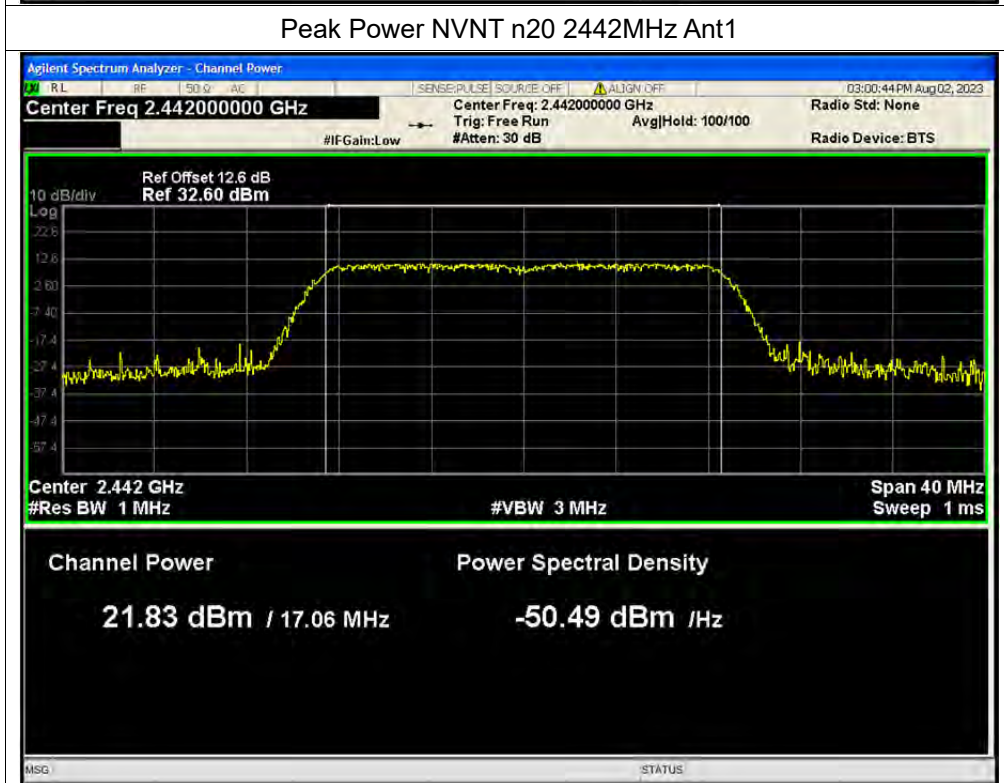 Peak Power NVNT n20 2442MHz Ant1
Agilent Spectrum Analyzer - Channel Power
LXI RL RF 50 Ω AC SENSE:PULSE SOURCE OFF ALIGN OFF 03:00:44 PM Aug 02, 2023
Center Freq 2.442000000 GHz Center Freq: 2.442000000 GHz Radio Std: None
Trig: Free Run Avg|Hold: 100/100
#IFGain:Low #Atten: 30 dB Radio Device: BTS
Ref Offset 12.6 dB
10 dB/div Ref 32.60 dBm
Log
22.6
12.6
2.60
-7.40
-17.4
-27.4
-37.4
-47.4
-57.4
Center 2.442 GHz Span 40 MHz
#Res BW 1 MHz #VBW 3 MHz Sweep 1 ms
Channel Power Power Spectral Density
21.83 dBm / 17.06 MHz -50.49 dBm /Hz
MSG STATUS